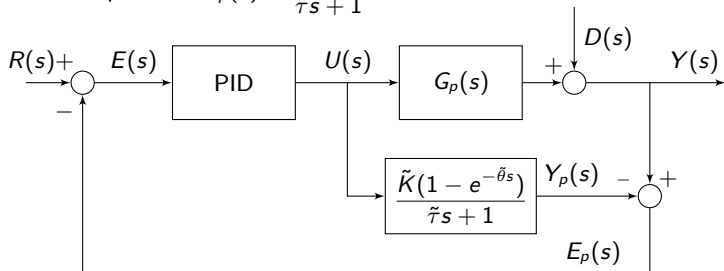 τs + 1
D(s)
R(s) + E(s) PID U(s) G_p(s) + Y(s)
−
K̃(1 − e^{−θ̃s}) Y_p(s) − +
τ̃s + 1
E_p(s)